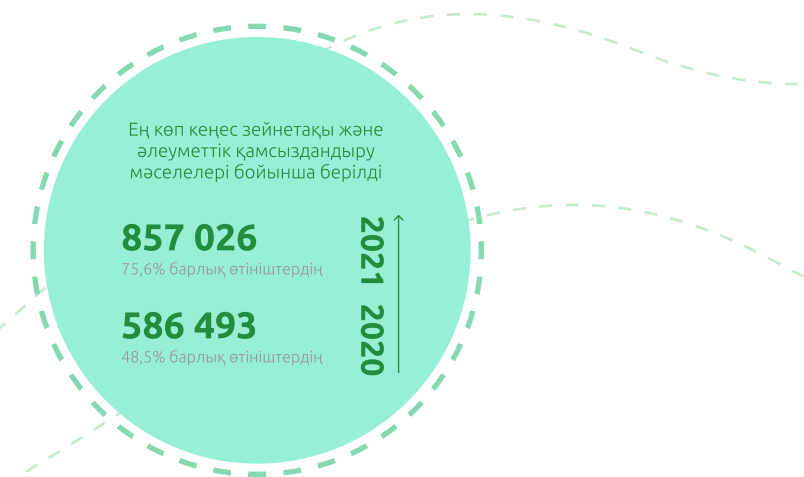 Ең көп кеңес зейнетақы және
әлеуметтік қамсыздандыру
мәселелері бойынша берілді
857 026
75,6% барлық өтініштердің
2021
586 493
48,5% барлық өтініштердің
2020